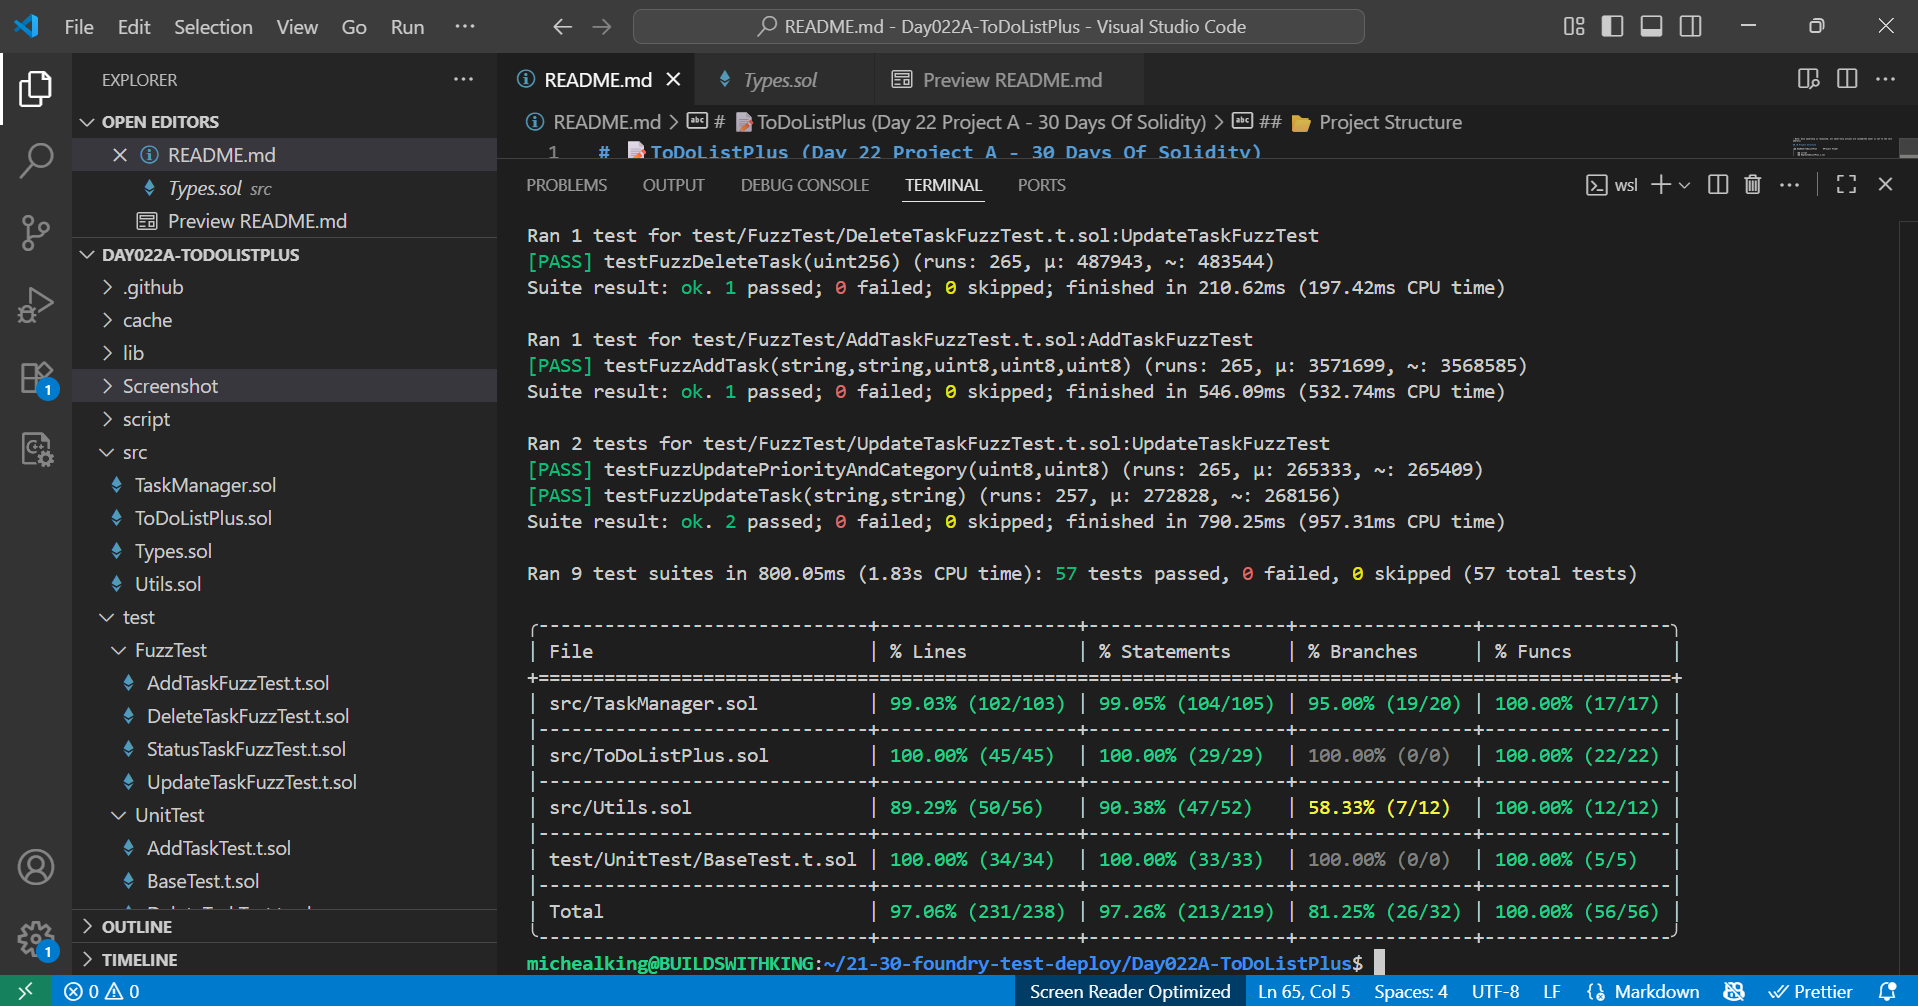 File Edit Selection View Go Run ···
README.md - Day022A-ToDoListPlus - Visual Studio Code
EXPLORER
OPEN EDITORS
README.md
Types.sol src
Preview README.md
DAY022A-TODOLISTPLUS
.github
cache
lib
Screenshot
script
src
TaskManager.sol
ToDoListPlus.sol
Types.sol
Utils.sol
test
FuzzTest
AddTaskFuzzTest.t.sol
DeleteTaskFuzzTest.t.sol
StatusTaskFuzzTest.t.sol
UpdateTaskFuzzTest.t.sol
UnitTest
AddTaskTest.t.sol
BaseTest.t.sol
OUTLINE
TIMELINE
1
1
README.md Types.sol Preview README.md
README.md > # ToDoListPlus (Day 22 Project A - 30 Days Of Solidity) > ## Project Structure
1 # ToDoListPlus (Day 22 Project A - 30 Days Of Solidity)
PROBLEMS OUTPUT DEBUG CONSOLE TERMINAL PORTS wsl
Ran 1 test for test/FuzzTest/DeleteTaskFuzzTest.t.sol:UpdateTaskFuzzTest
[PASS] testFuzzDeleteTask(uint256) (runs: 265, μ: 487943, ~: 483544)
Suite result: ok. 1 passed; 0 failed; 0 skipped; finished in 210.62ms (197.42ms CPU time)
Ran 1 test for test/FuzzTest/AddTaskFuzzTest.t.sol:AddTaskFuzzTest
[PASS] testFuzzAddTask(string,string,uint8,uint8,uint8) (runs: 265, μ: 3571699, ~: 3568585)
Suite result: ok. 1 passed; 0 failed; 0 skipped; finished in 546.09ms (532.74ms CPU time)
Ran 2 tests for test/FuzzTest/UpdateTaskFuzzTest.t.sol:UpdateTaskFuzzTest
[PASS] testFuzzUpdatePriorityAndCategory(uint8,uint8) (runs: 265, μ: 265333, ~: 265409)
[PASS] testFuzzUpdateTask(string,string) (runs: 257, μ: 272828, ~: 268156)
Suite result: ok. 2 passed; 0 failed; 0 skipped; finished in 790.25ms (957.31ms CPU time)
Ran 9 test suites in 800.05ms (1.83s CPU time): 57 tests passed, 0 failed, 0 skipped (57 total tests)
| File | % Lines | % Statements | % Branches | % Funcs |
| src/TaskManager.sol | 99.03% (102/103) | 99.05% (104/105) | 95.00% (19/20) | 100.00% (17/17) |
| src/ToDoListPlus.sol | 100.00% (45/45) | 100.00% (29/29) | 100.00% (0/0) | 100.00% (22/22) |
| src/Utils.sol | 89.29% (50/56) | 90.38% (47/52) | 58.33% (7/12) | 100.00% (12/12) |
| test/UnitTest/BaseTest.t.sol | 100.00% (34/34) | 100.00% (33/33) | 100.00% (0/0) | 100.00% (5/5) |
| Total | 97.06% (231/238) | 97.26% (213/219) | 81.25% (26/32) | 100.00% (56/56) |
michealking@BUILDSWITHKING:~/21-30-foundry-test-deploy/Day022A-ToDoListPlus$
0 0 Screen Reader Optimized Ln 65, Col 5 Spaces: 4 UTF-8 LF Markdown Prettier